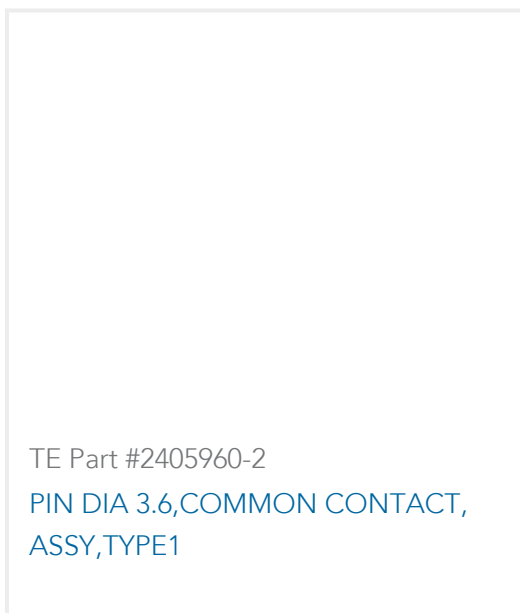 TE Part #2405960-2
PIN DIA 3.6,COMMON CONTACT,
ASSY,TYPE1